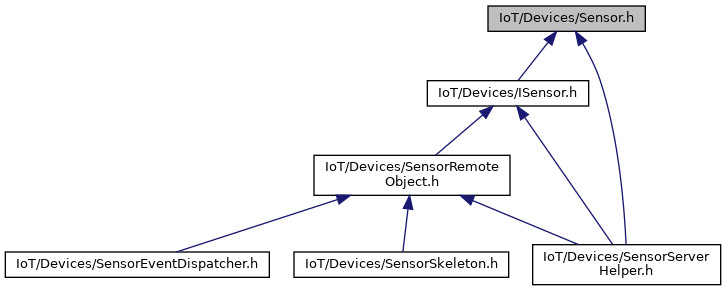 IoT/Devices/Sensor.h
IoT/Devices/ISensor.h
IoT/Devices/SensorRemote
Object.h
IoT/Devices/SensorEventDispatcher.h
IoT/Devices/SensorSkeleton.h
IoT/Devices/SensorServer
Helper.h